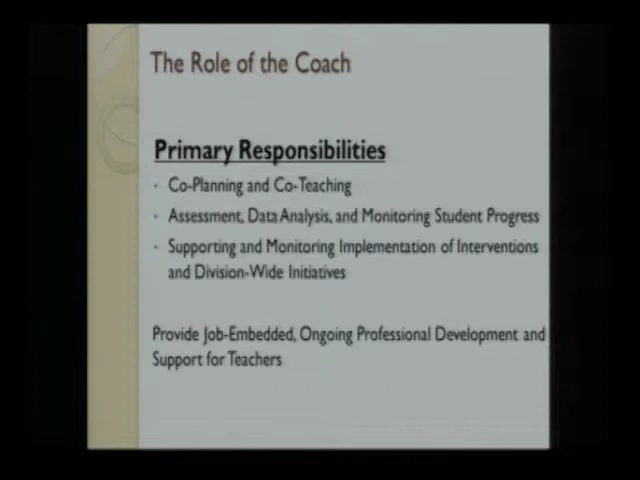 The Role of the Coach
Primary Responsibilities
• Co-Planning and Co-Teaching
• Assessment, Data Analysis, and Monitoring Student Progress
• Supporting and Monitoring Implementation of Interventions
and Division-Wide Initiatives
Provide Job-Embedded, Ongoing Professional Development and
Support for Teachers